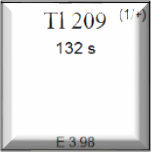 Tl 209 (1/+)
132 s
E 3.98